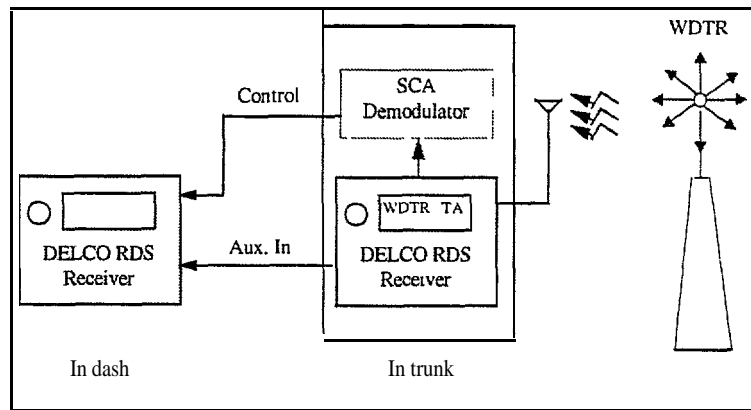 WDTR
SCA
Demodulator
Control
WDTR TA
DELCO RDS
Receiver
Aux. In
DELCO RDS
Receiver
In dash
In trunk